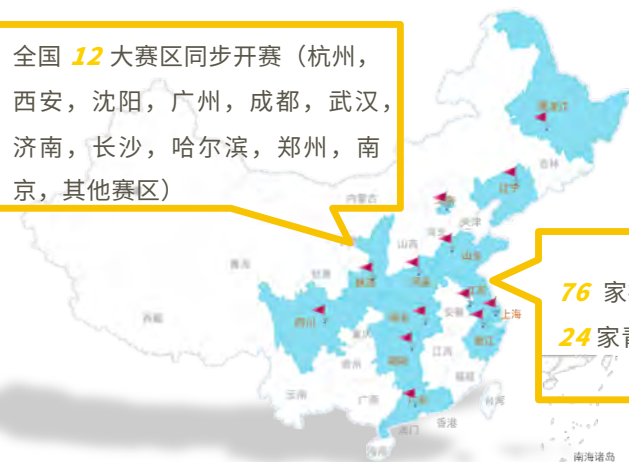 全国 12 大赛区同步开赛（杭州，
西安，沈阳，广州，成都，武汉，
济南，长沙，哈尔滨，郑州，南
京，其他赛区）
黑龙江
吉林
辽宁
内蒙古
天津
河北
山西
山东
青海
甘肃
陕西
河南
江苏
76 家
安徽
上海
24 家青
西藏
四川
湖北
浙江
湖南
江西
贵州
福建
云南
广西
广东
台湾
香港
澳门
海南
南海诸岛